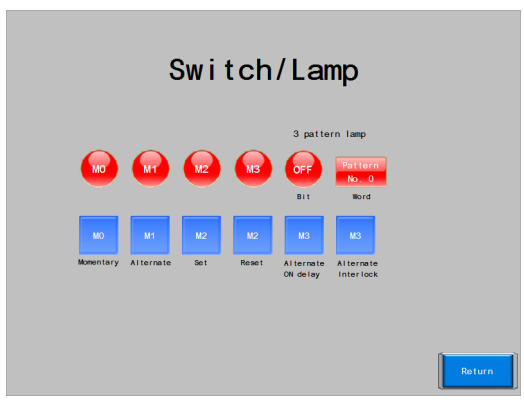 Switch/Lamp
3 pattern lamp
M0 M1 M2 M3 OFF Pattern
No. 0
Bit Word
M0 M1 M2 M2 M3 M3
Momentary Alternate Set Reset Alternate Alternate
ON delay Interlock
Return